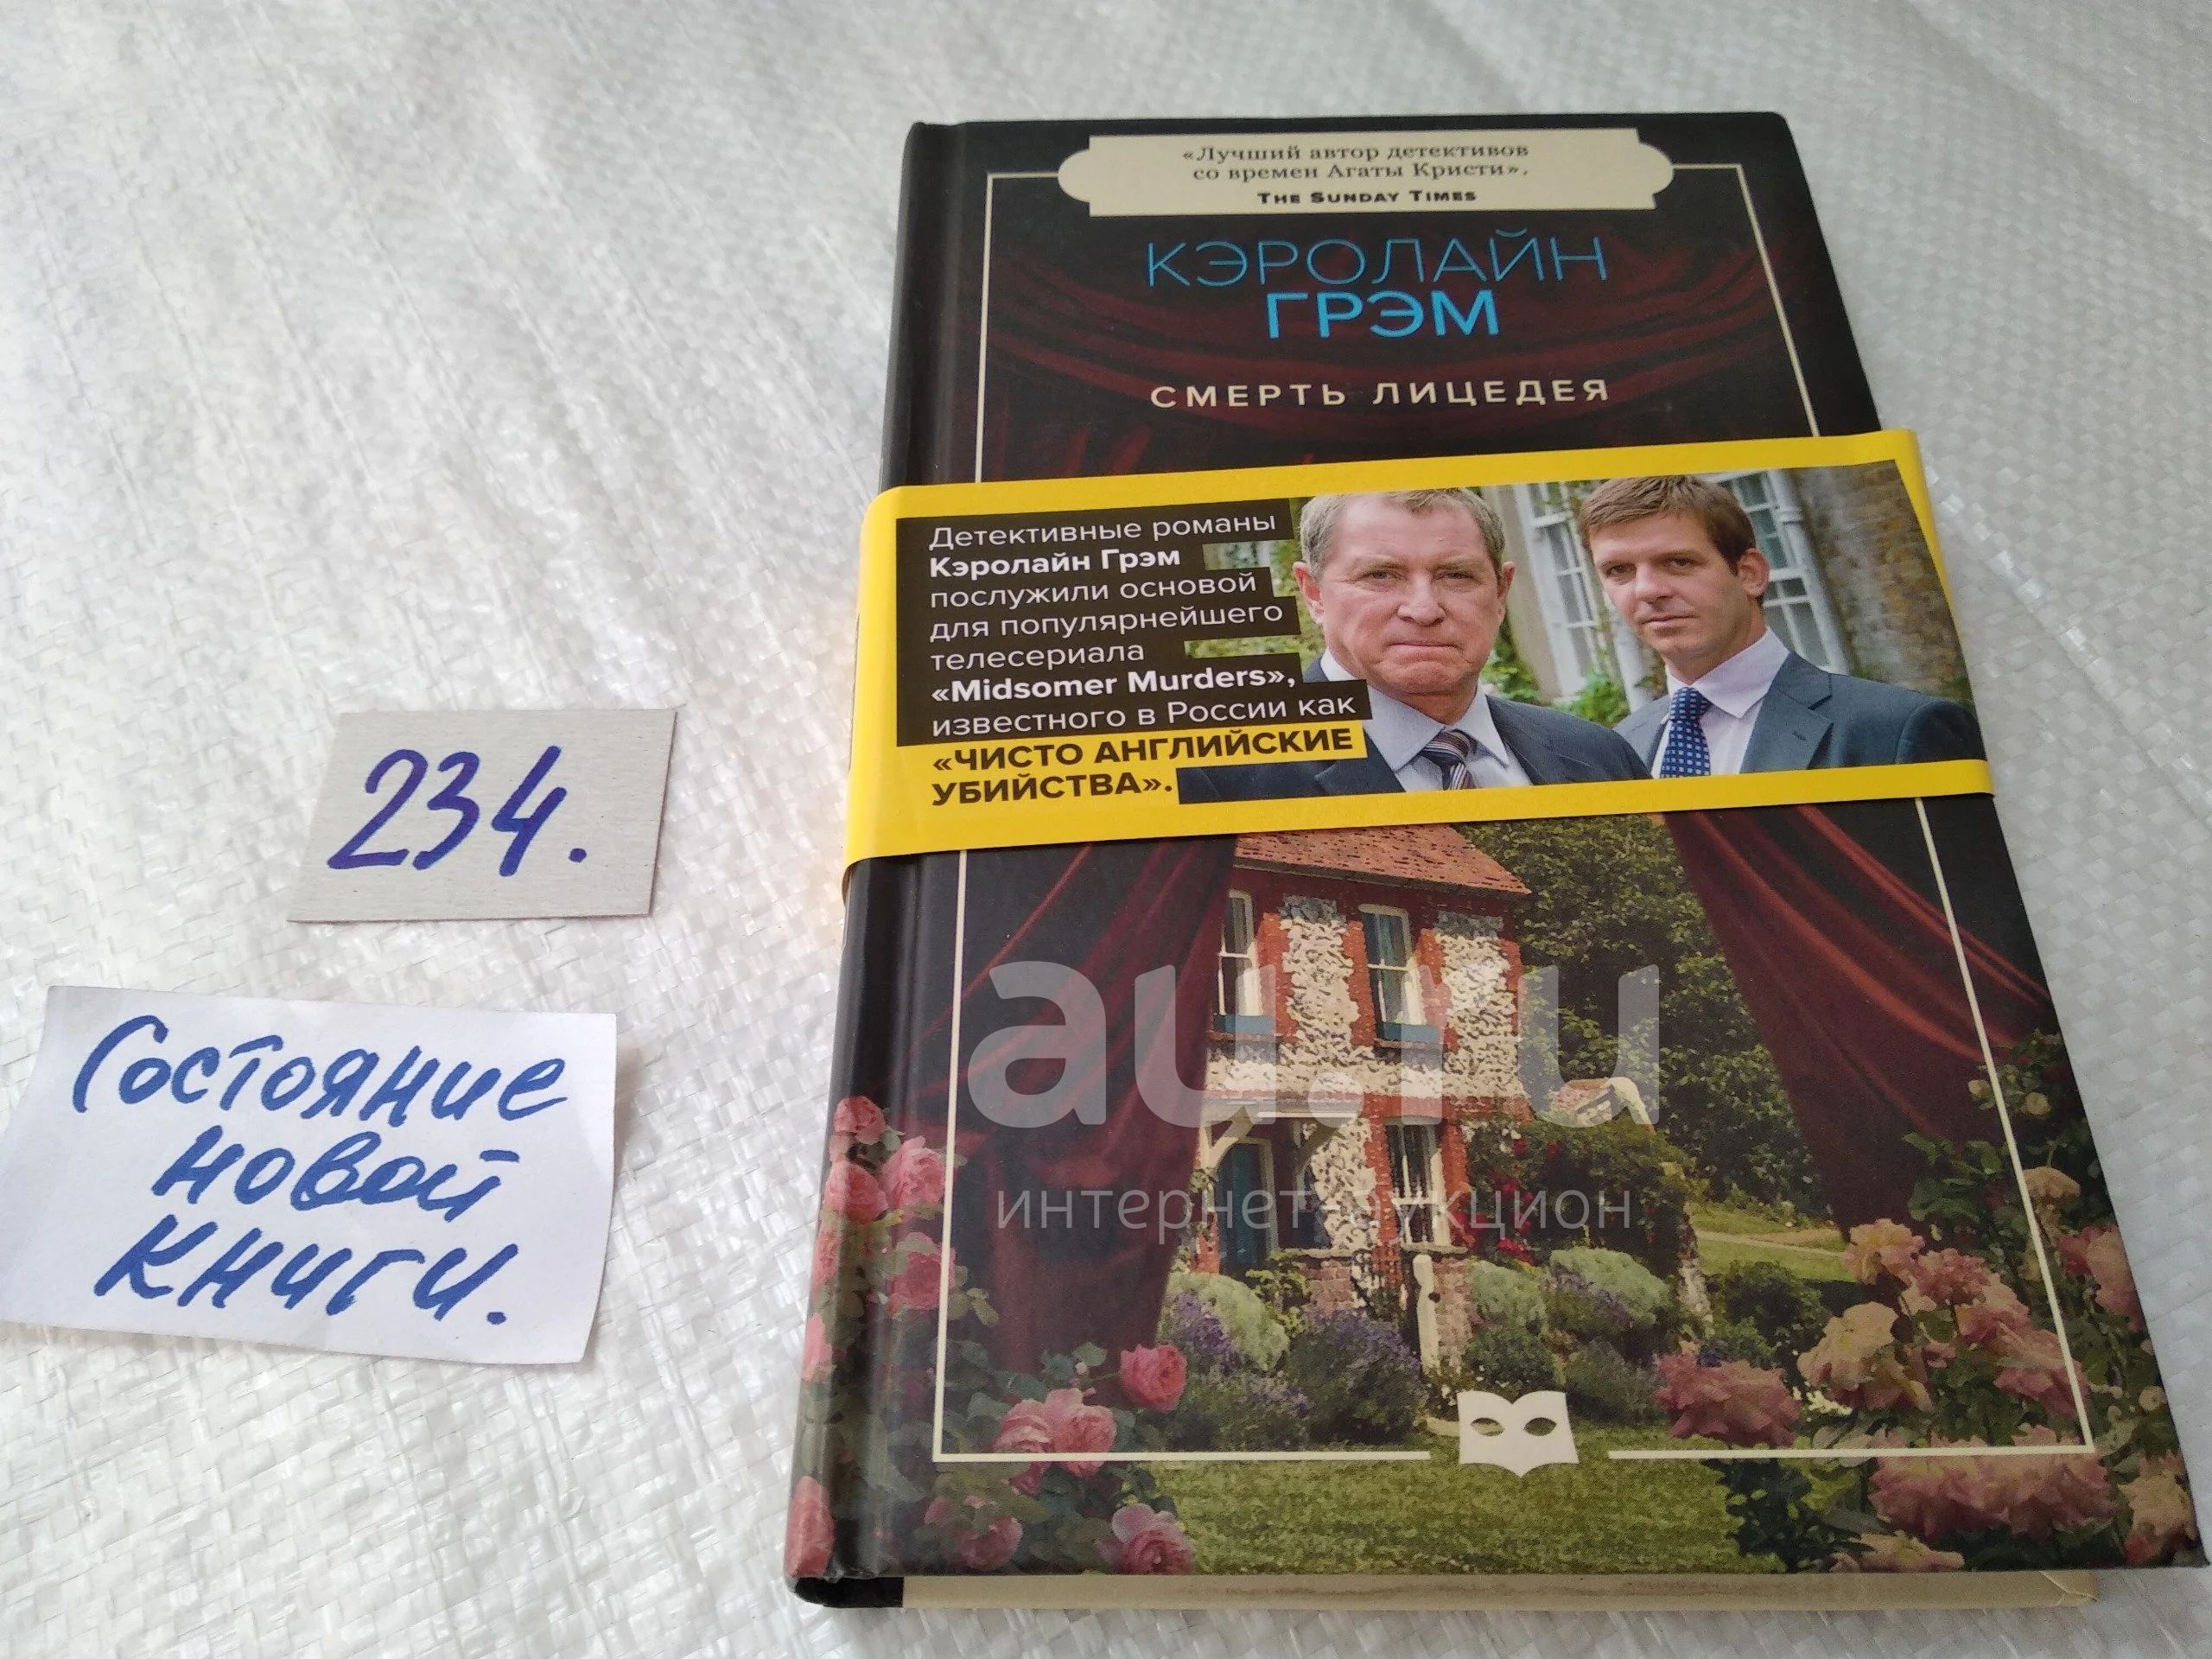 «Лучший автор детективов
со времен Агаты Кристи».
THE SUNDAY TIMES
КЭРОЛАЙН
ГРЭМ
СМЕРТЬ ЛИЦЕДЕЯ
Детективные романы
Кэролайн Грэм
послужили основой
для популярнейшего
телесериала
«Midsomer Murders»,
известного в России как
«ЧИСТО АНГЛИЙСКИЕ
УБИЙСТВА».
234.
Состояние
новой
книги.
au.ru
интернет-аукцион